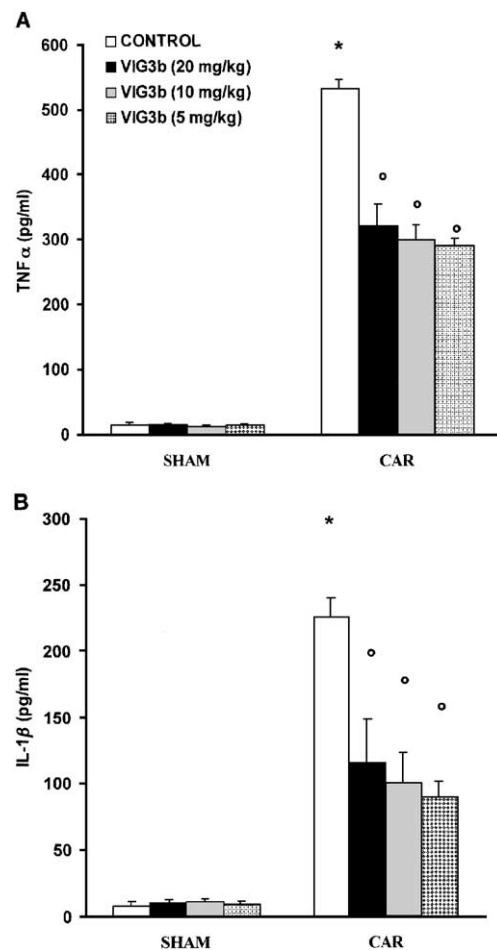 A
600
500
400
300
200
100
0
TNF α (pg/ml)
CONTROL
VIG3b (20 mg/kg)
VIG3b (10 mg/kg)
VIG3b (5 mg/kg)
*
° ° °
SHAM CAR
B
300
250
200
150
100
50
0
IL-1β (pg/ml)
*
° ° °
SHAM CAR